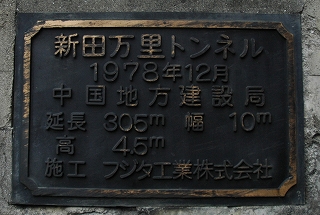 新田万里トンネル
1978年12月
中国地方建設局
延長 305m 幅 10m
高 4.5m
施工 フジタ工業株式会社